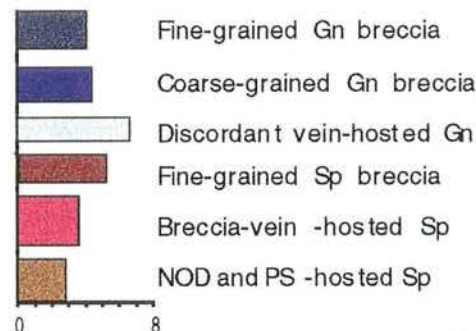 Fine-grained Gn breccia
Coarse-grained Gn breccia
Discordant vein-hosted Gn
Fine-grained Sp breccia
Breccia-vein -hosted Sp
NOD and PS -hosted Sp
0 8